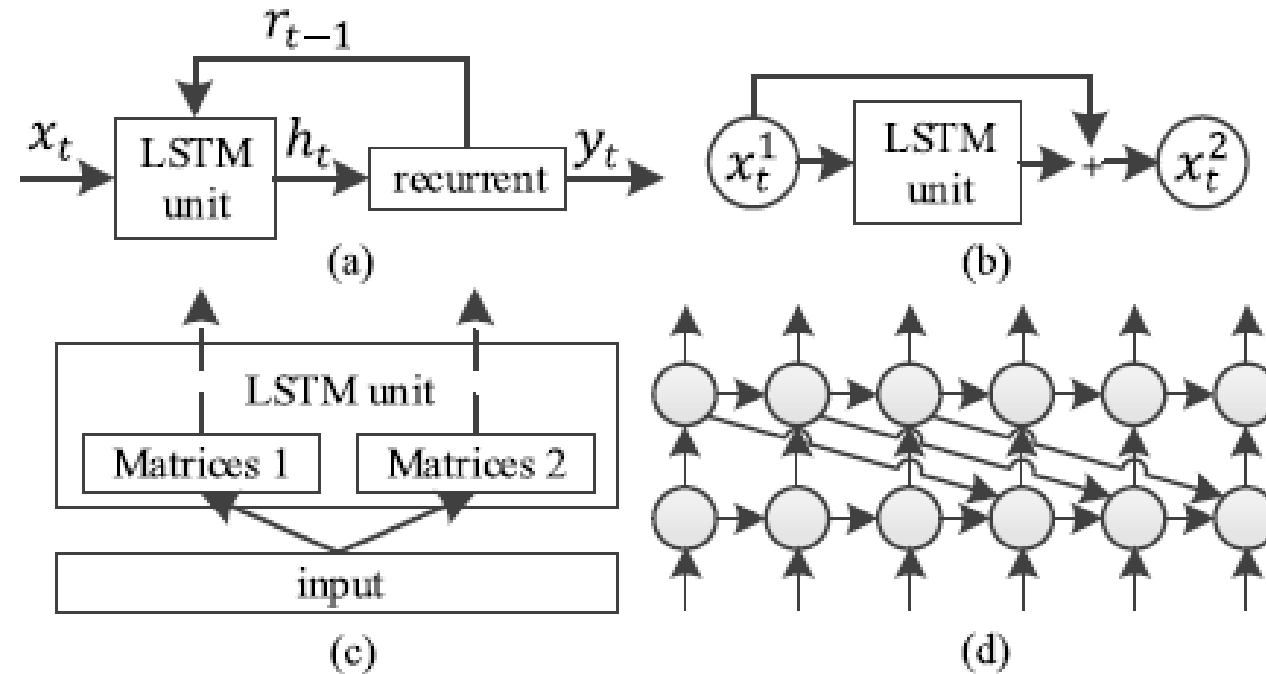 r_{t-1}
x_t
LSTM
unit
h_t
recurrent
y_t
(a)
x_t^1
LSTM
unit
+
x_t^2
(b)
LSTM unit
Matrices 1
Matrices 2
input
(c)
(d)